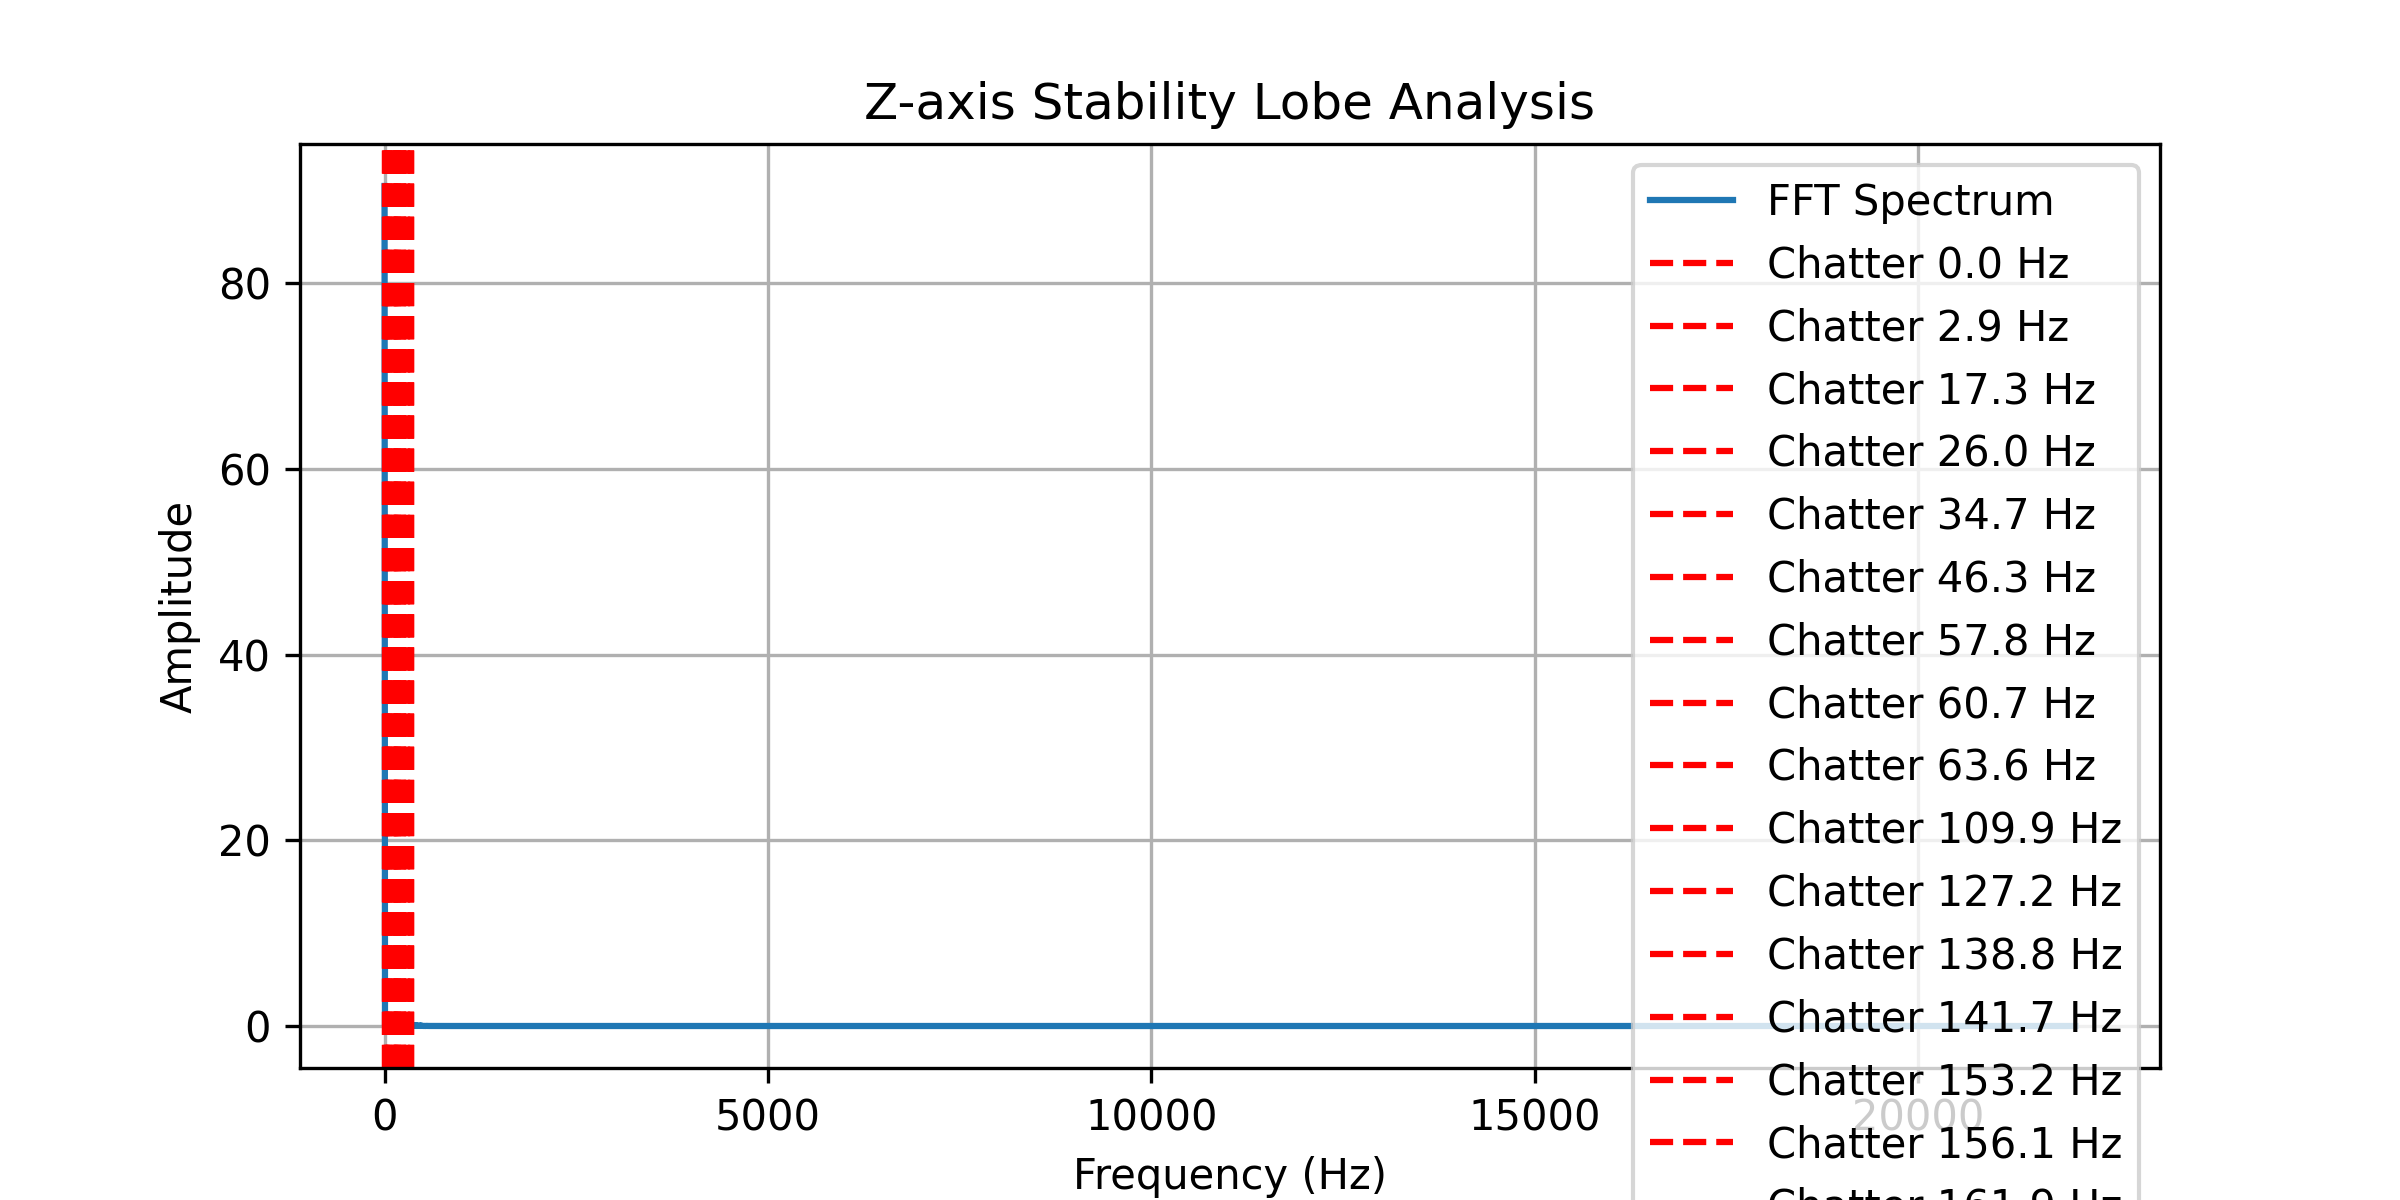 Z-axis Stability Lobe Analysis
Amplitude
80
60
40
20
0
0
5000
10000
15000
20000
Frequency (Hz)
FFT Spectrum
Chatter 0.0 Hz
Chatter 2.9 Hz
Chatter 17.3 Hz
Chatter 26.0 Hz
Chatter 34.7 Hz
Chatter 46.3 Hz
Chatter 57.8 Hz
Chatter 60.7 Hz
Chatter 63.6 Hz
Chatter 109.9 Hz
Chatter 127.2 Hz
Chatter 138.8 Hz
Chatter 141.7 Hz
Chatter 153.2 Hz
Chatter 156.1 Hz
Chatter